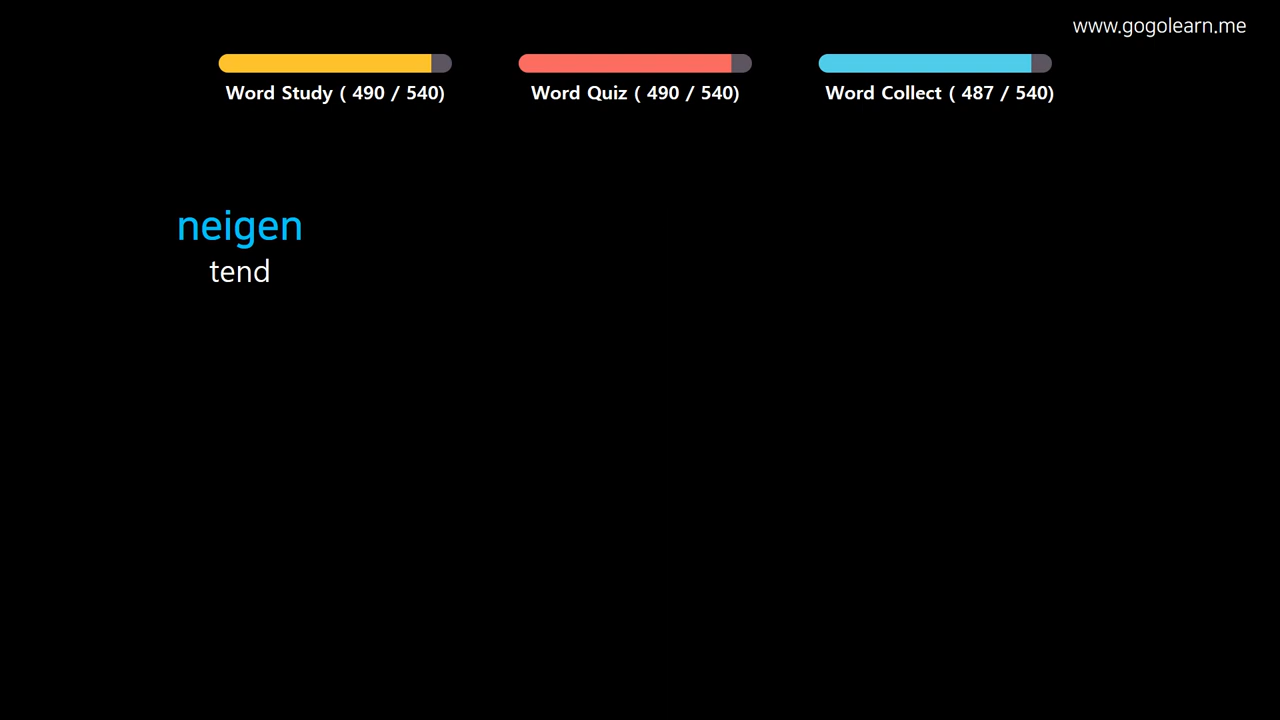 www.gogolearn.me
Word Study ( 490 / 540)
Word Quiz ( 490 / 540)
Word Collect ( 487 / 540)
neigen
tend